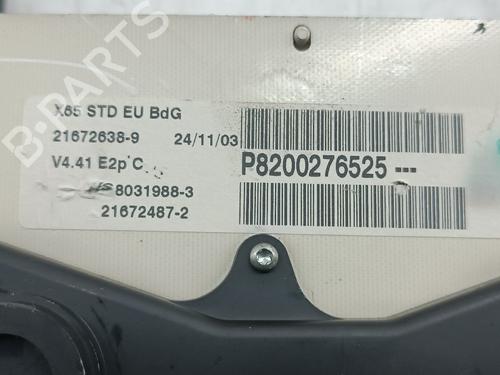 X65 STD EU BdG
21672638-9 24/11/03
V4.41 E2p C
8031988-3
21672487-2
P8200276525---
B-PARTS